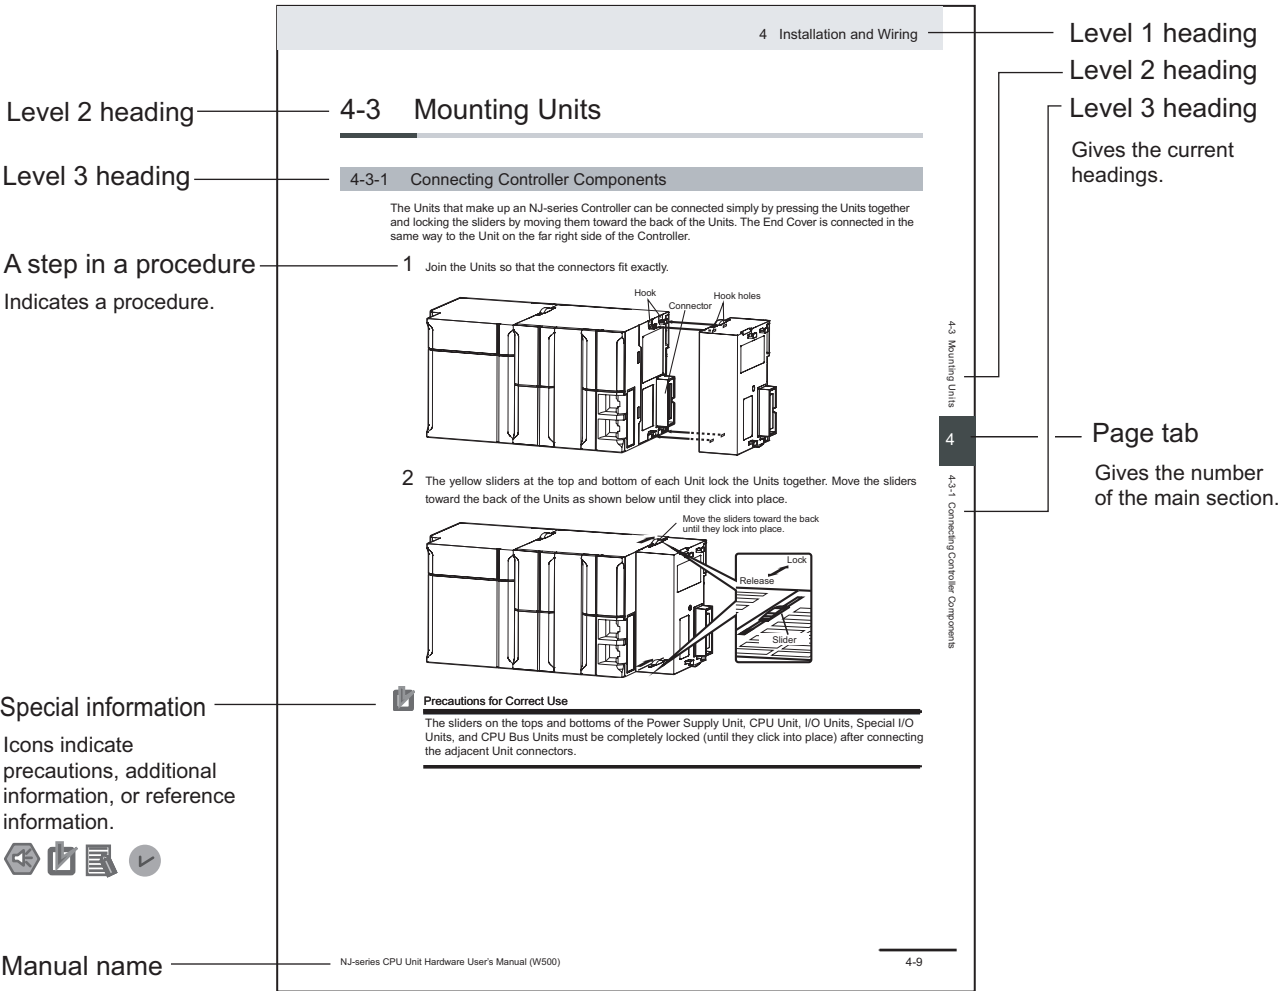 4 Installation and Wiring
Level 1 heading
Level 2 heading
Level 3 heading
Gives the current
headings.
Level 2 heading
4-3 Mounting Units
Level 3 heading
4-3-1 Connecting Controller Components
The Units that make up an NJ-series Controller can be connected simply by pressing the Units together
and locking the sliders by moving them toward the back of the Units. The End Cover is connected in the
same way to the Unit on the far right side of the Controller.
A step in a procedure
Indicates a procedure.
1 Join the Units so that the connectors fit exactly.
Hook
Connector
Hook holes
4-3 Mounting Units
4
Page tab
Gives the number
of the main section.
4-3-1 Connecting Controller Components
2 The yellow sliders at the top and bottom of each Unit lock the Units together. Move the sliders
toward the back of the Units as shown below until they click into place.
Move the sliders toward the back
until they lock into place.
Lock
Release
Slider
Special information
Icons indicate
precautions, additional
information, or reference
information.
Precautions for Correct Use
The sliders on the tops and bottoms of the Power Supply Unit, CPU Unit, I/O Units, Special I/O
Units, and CPU Bus Units must be completely locked (until they click into place) after connecting
the adjacent Unit connectors.
Manual name
NJ-series CPU Unit Hardware User's Manual (W500)
4-9